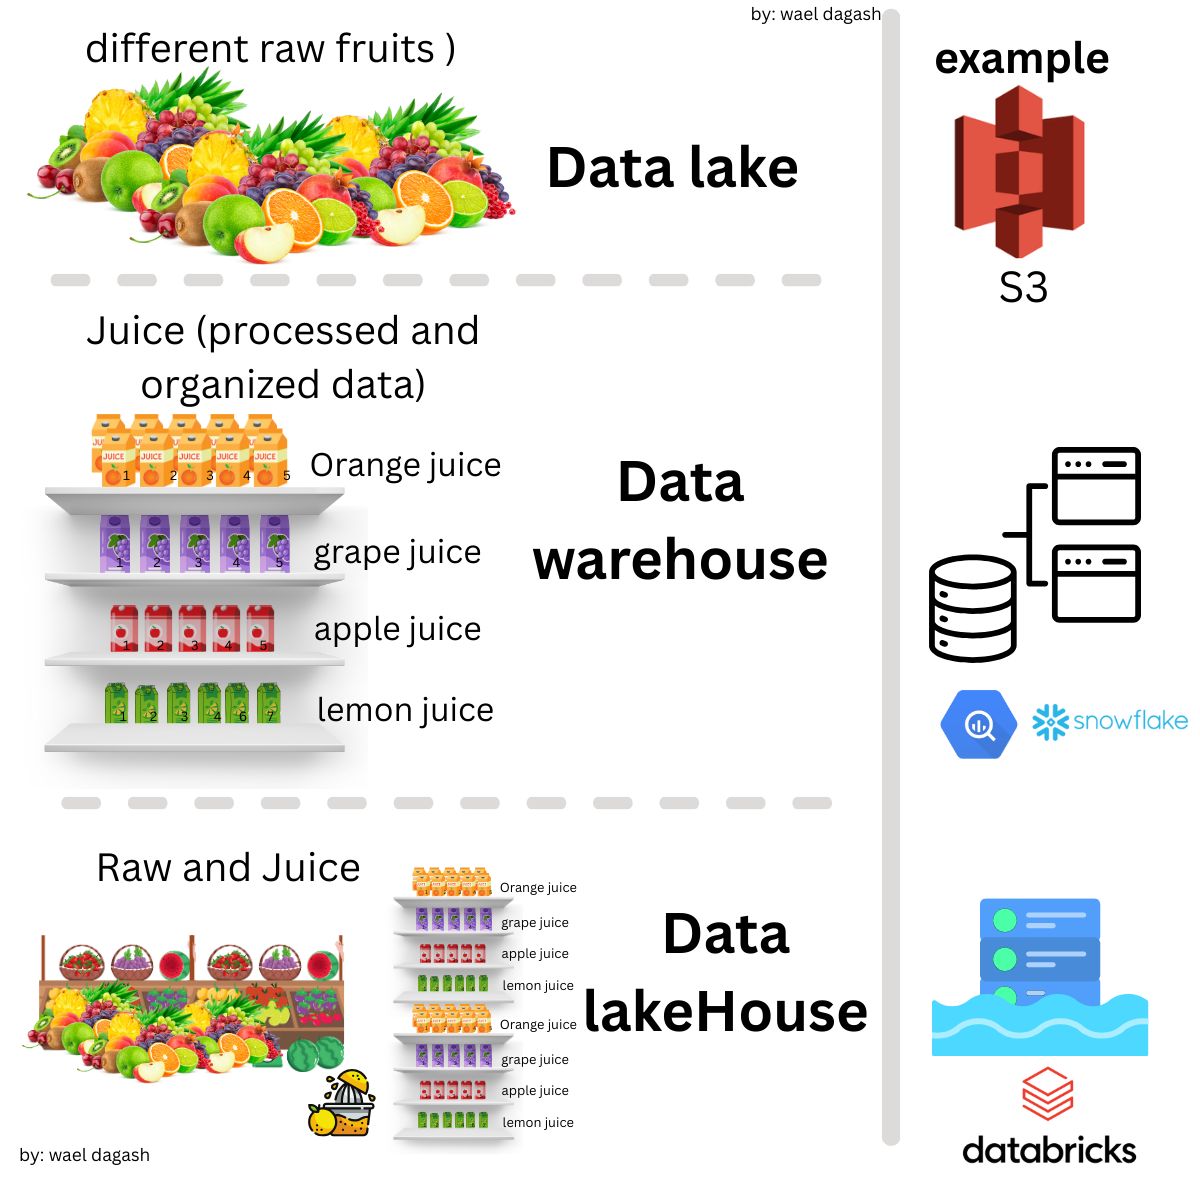 by: wael dagash
different raw fruits )
example
Data lake
S3
Juice (processed and
organized data)
JUICE
JUICE JUICE JUICE JUICE JUICE
1 2 3 4 5
Orange juice
1 2 3 4 5
grape juice
1 2 3 4 5
apple juice
1 2 3 4 6 7
lemon juice
Data
warehouse
snowflake
Raw and Juice
Orange juice
grape juice
apple juice
lemon juice
Orange juice
grape juice
apple juice
lemon juice
Data
lakeHouse
databricks
by: wael dagash